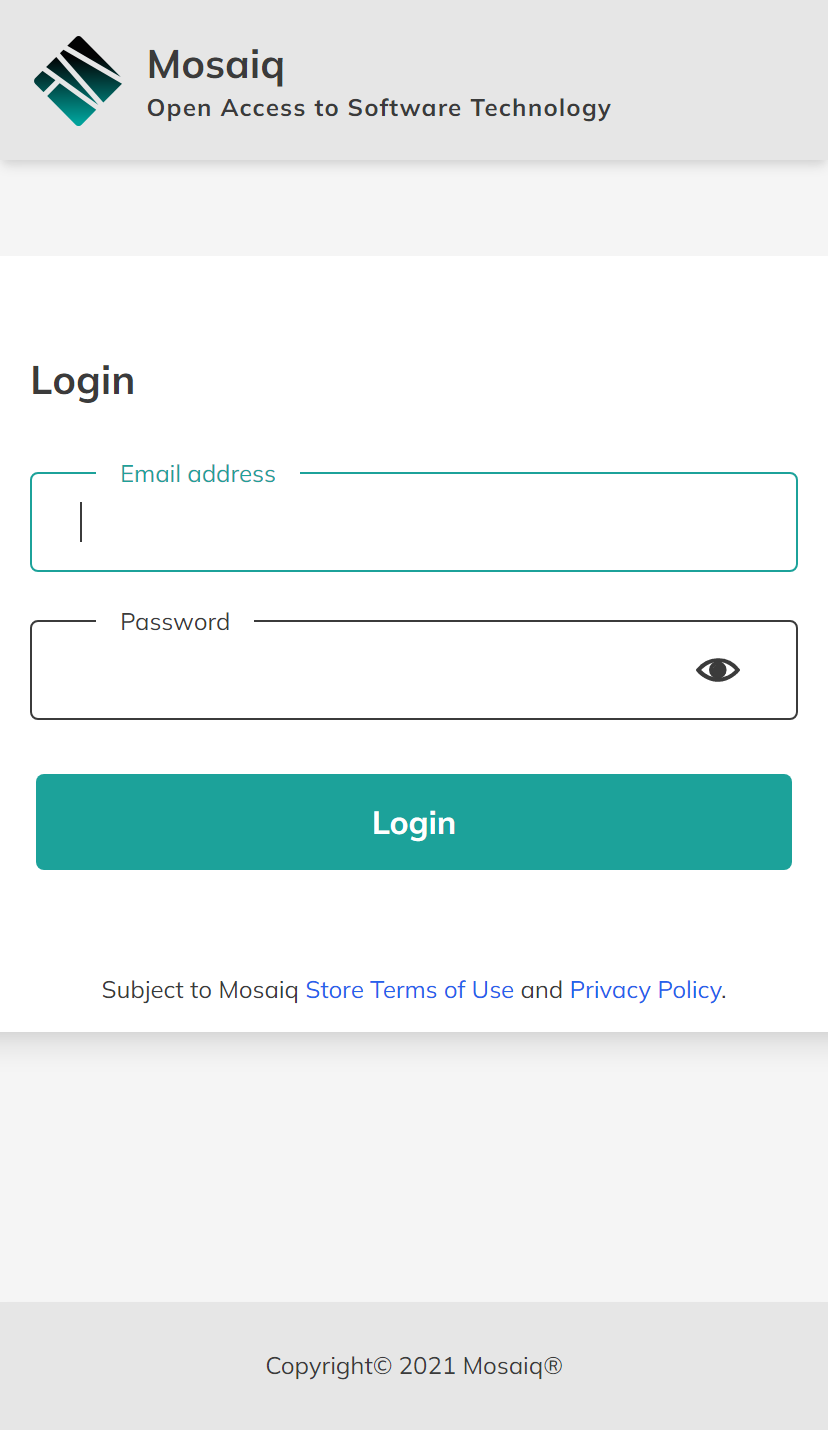 Mosaiq
Open Access to Software Technology
Login
Email address
Password
Login
Subject to Mosaiq Store Terms of Use and Privacy Policy.
Copyright© 2021 Mosaiq®